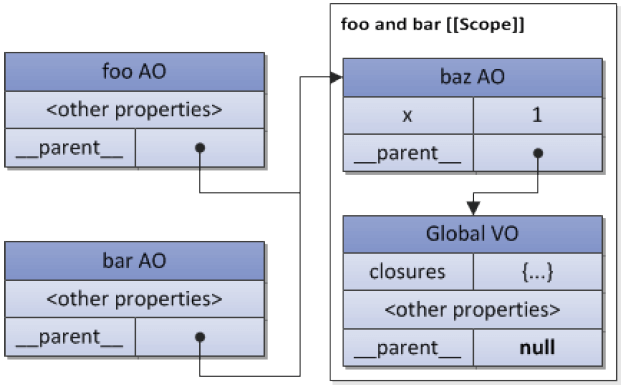 foo and bar [[Scope]]
foo AO
<other properties>
__parent__
baz AO
x 1
__parent__
bar AO
<other properties>
__parent__
Global VO
closures {...}
<other properties>
__parent__ null